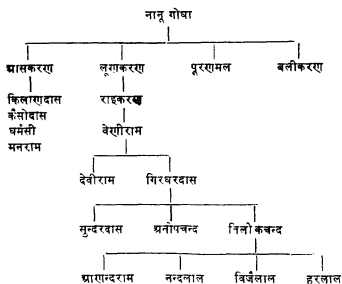 नानू गोधा
आसकरण लूणकरण पूरणमल बलीकरण
किलाणदास राइकरण
कैसोदास
धर्मसी वेणीराम
मनराम
देवीराम गिरधरदास
सुन्दरदास अनोपचन्द त्रिलोकचन्द
आणन्दराम नन्दलाल विजैलाल हरलाल